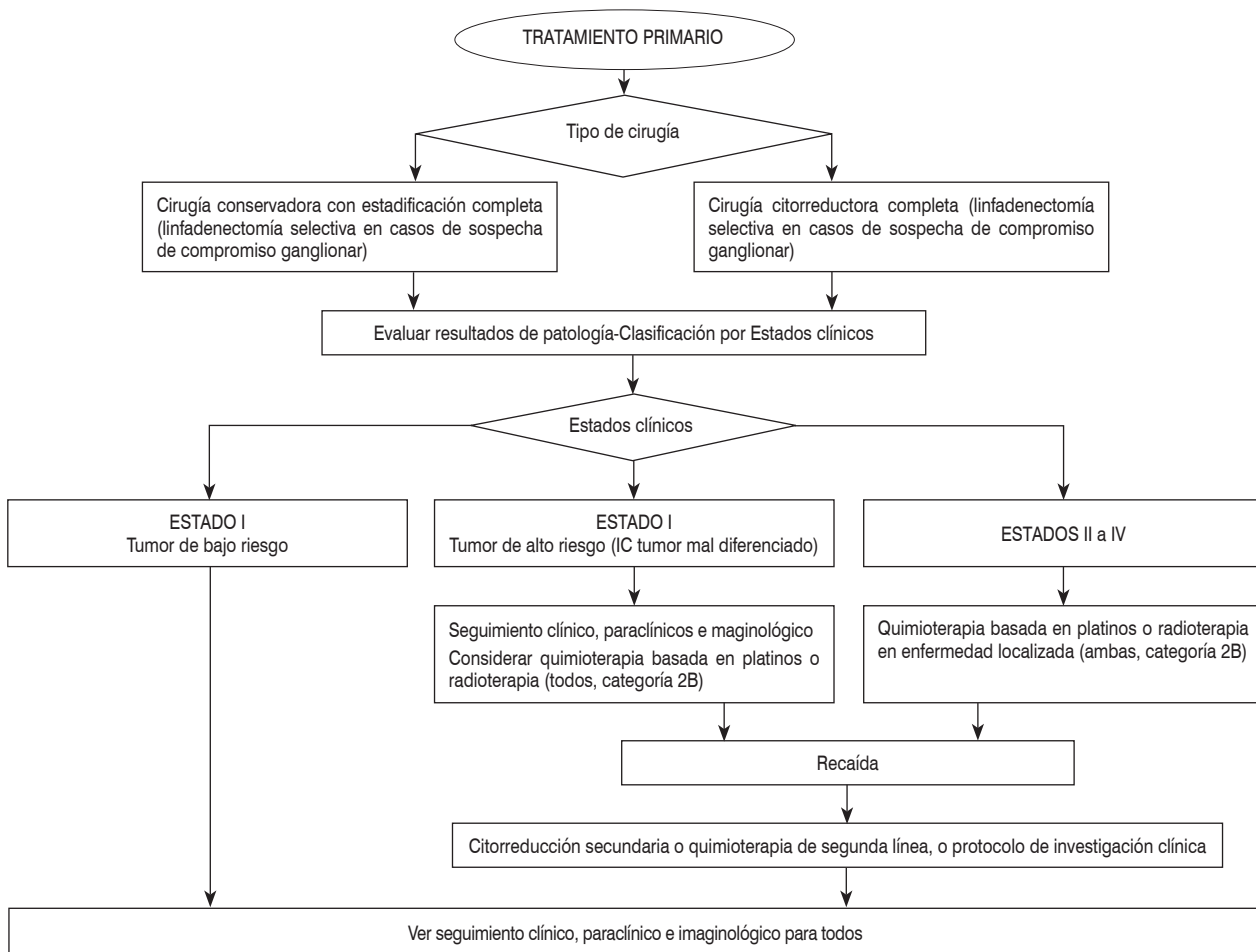 TRATAMIENTO PRIMARIO
Tipo de cirugía
Cirugía conservadora con estadificación completa
(linfadenectomía selectiva en casos de sospecha
de compromiso ganglionar)
Cirugía citorreductora completa (linfadenectomía
selectiva en casos de sospecha de compromiso
ganglionar)
Evaluar resultados de patología-Clasificación por Estados clínicos
Estados clínicos
ESTADO I
Tumor de bajo riesgo
ESTADO I
Tumor de alto riesgo (IC tumor mal diferenciado)
ESTADOS II a IV
Seguimiento clínico, paraclínicos e maginológico
Considerar quimioterapia basada en platinos o
radioterapia (todos, categoría 2B)
Quimioterapia basada en platinos o radioterapia
en enfermedad localizada (ambas, categoría 2B)
Recaída
Citorreducción secundaria o quimioterapia de segunda línea, o protocolo de investigación clínica
Ver seguimiento clínico, paraclínico e imaginológico para todos